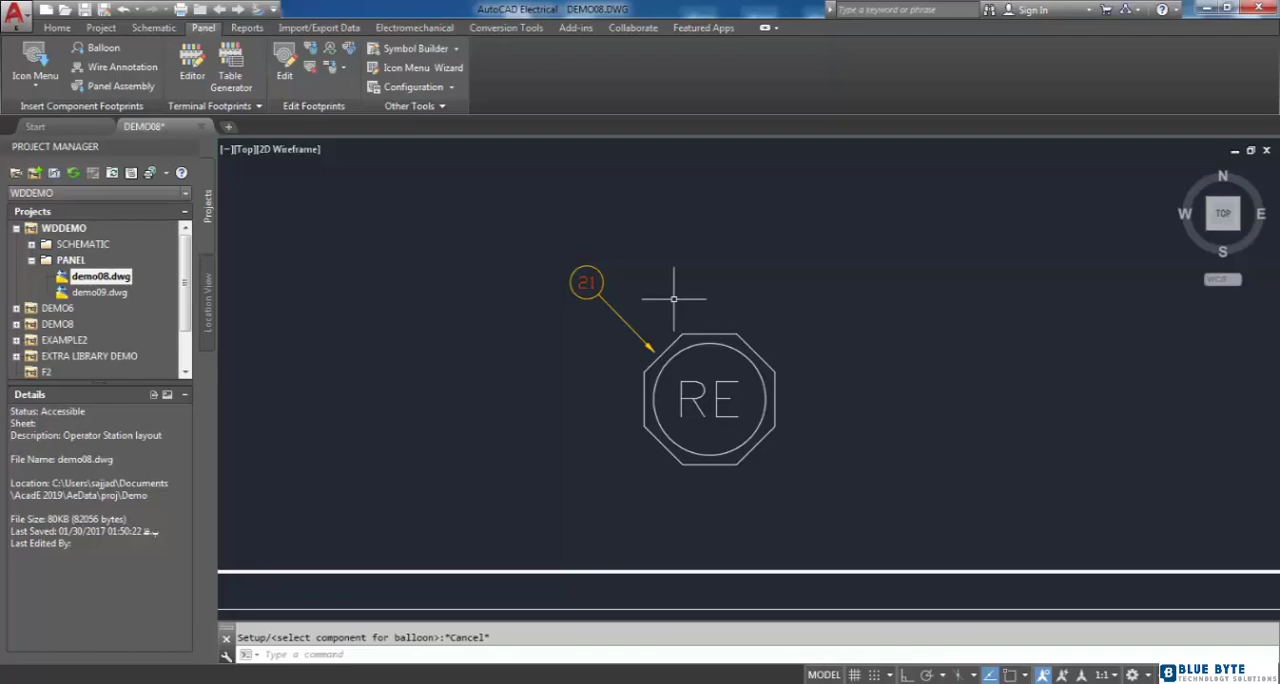 AutoCAD Electrical DEMO08.DWG
Type a keyword or phrase
Sign In
Home Project Schematic Panel Reports Import/Export Data Electromechanical Conversion Tools Add-ins Collaborate Featured Apps
Icon Menu
Balloon
Wire Annotation
Panel Assembly
Editor
Table
Generator
Edit
Symbol Builder
Icon Menu Wizard
Configuration
Insert Component Footprints
Terminal Footprints
Edit Footprints
Other Tools
Start
DEMO08*
PROJECT MANAGER
WDDEMO
Projects
WDDEMO
SCHEMATIC
PANEL
demo08.dwg
demo09.dwg
DEMO6
DEMO8
EXAMPLE2
EXTRA LIBRARY DEMO
F2
Projects
Location View
Details
Status: Accessible
Sheet:
Description: Operator Station layout
File Name: demo08.dwg
Location: C:\Users\sajjad\Documents
\AcadE 2019\AeData\proj\Demo
File Size: 80KB (82056 bytes)
Last Saved: 01/30/2017 01:50:22
Last Edited By:
[−][Top][2D Wireframe]
N
W
TOP
E
S
WCS
21
RE
Setup/<select component for balloon>:*Cancel*
Type a command
MODEL
1:1
BLUE BYTE
TECHNOLOGY SOLUTIONS